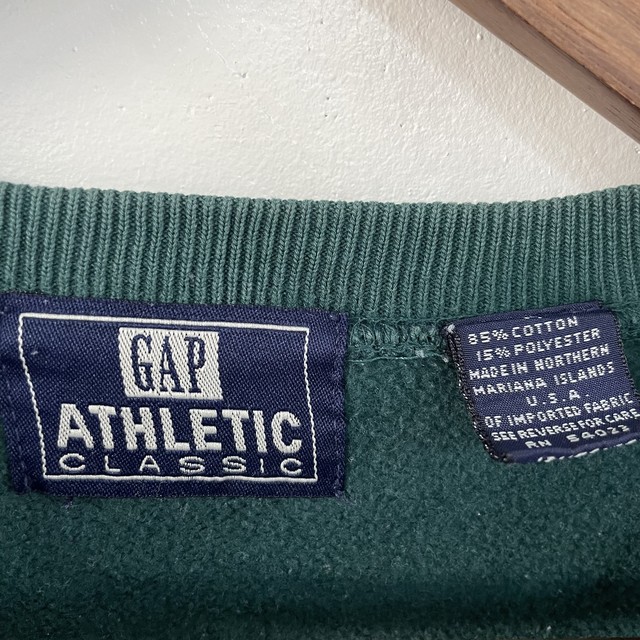 GAP
ATHLETIC
CLASSIC
85% COTTON
15% POLYESTER
MADE IN NORTHERN
MARIANA ISLANDS
U.S.A
OF IMPORTED FABRIC
SEE REVERSE FOR CARE
RN 54023